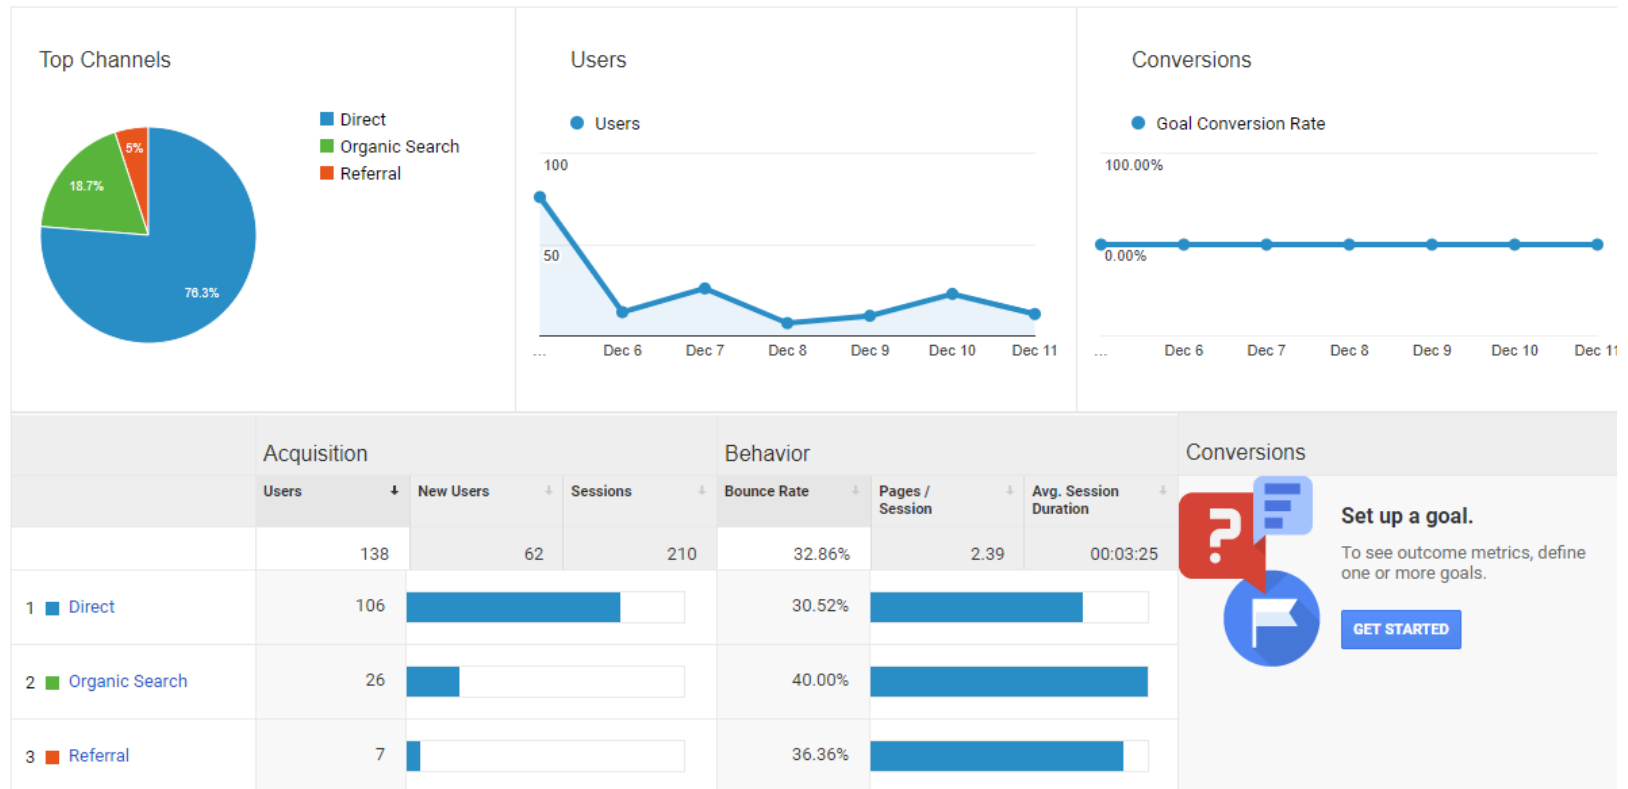 Top Channels
Direct
Organic Search
Referral
5%
18.7%
76.3%
Users
Users
100
50
...
Dec 6
Dec 7
Dec 8
Dec 9
Dec 10
Dec 11
Conversions
Goal Conversion Rate
100.00%
0.00%
...
Dec 6
Dec 7
Dec 8
Dec 9
Dec 10
Dec 11
Acquisition
Behavior
Conversions
Users
New Users
Sessions
Bounce Rate
Pages /
Session
Avg. Session
Duration
138
62
210
32.86%
2.39
00:03:25
1 Direct
106
30.52%
2 Organic Search
26
40.00%
3 Referral
7
36.36%
?
Set up a goal.
To see outcome metrics, define
one or more goals.
GET STARTED